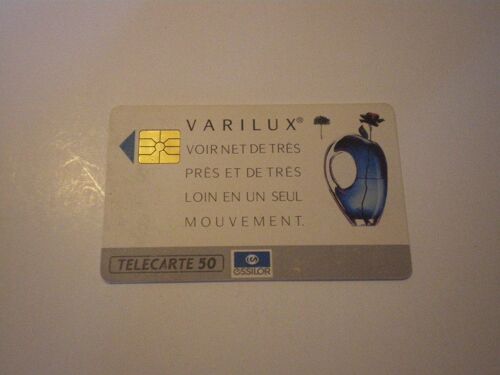 VARILUX®
VOIR NET DE TRÈS
PRÈS ET DE TRÈS
LOIN EN UN SEUL
MOUVEMENT.
TELECARTE 50
essilor